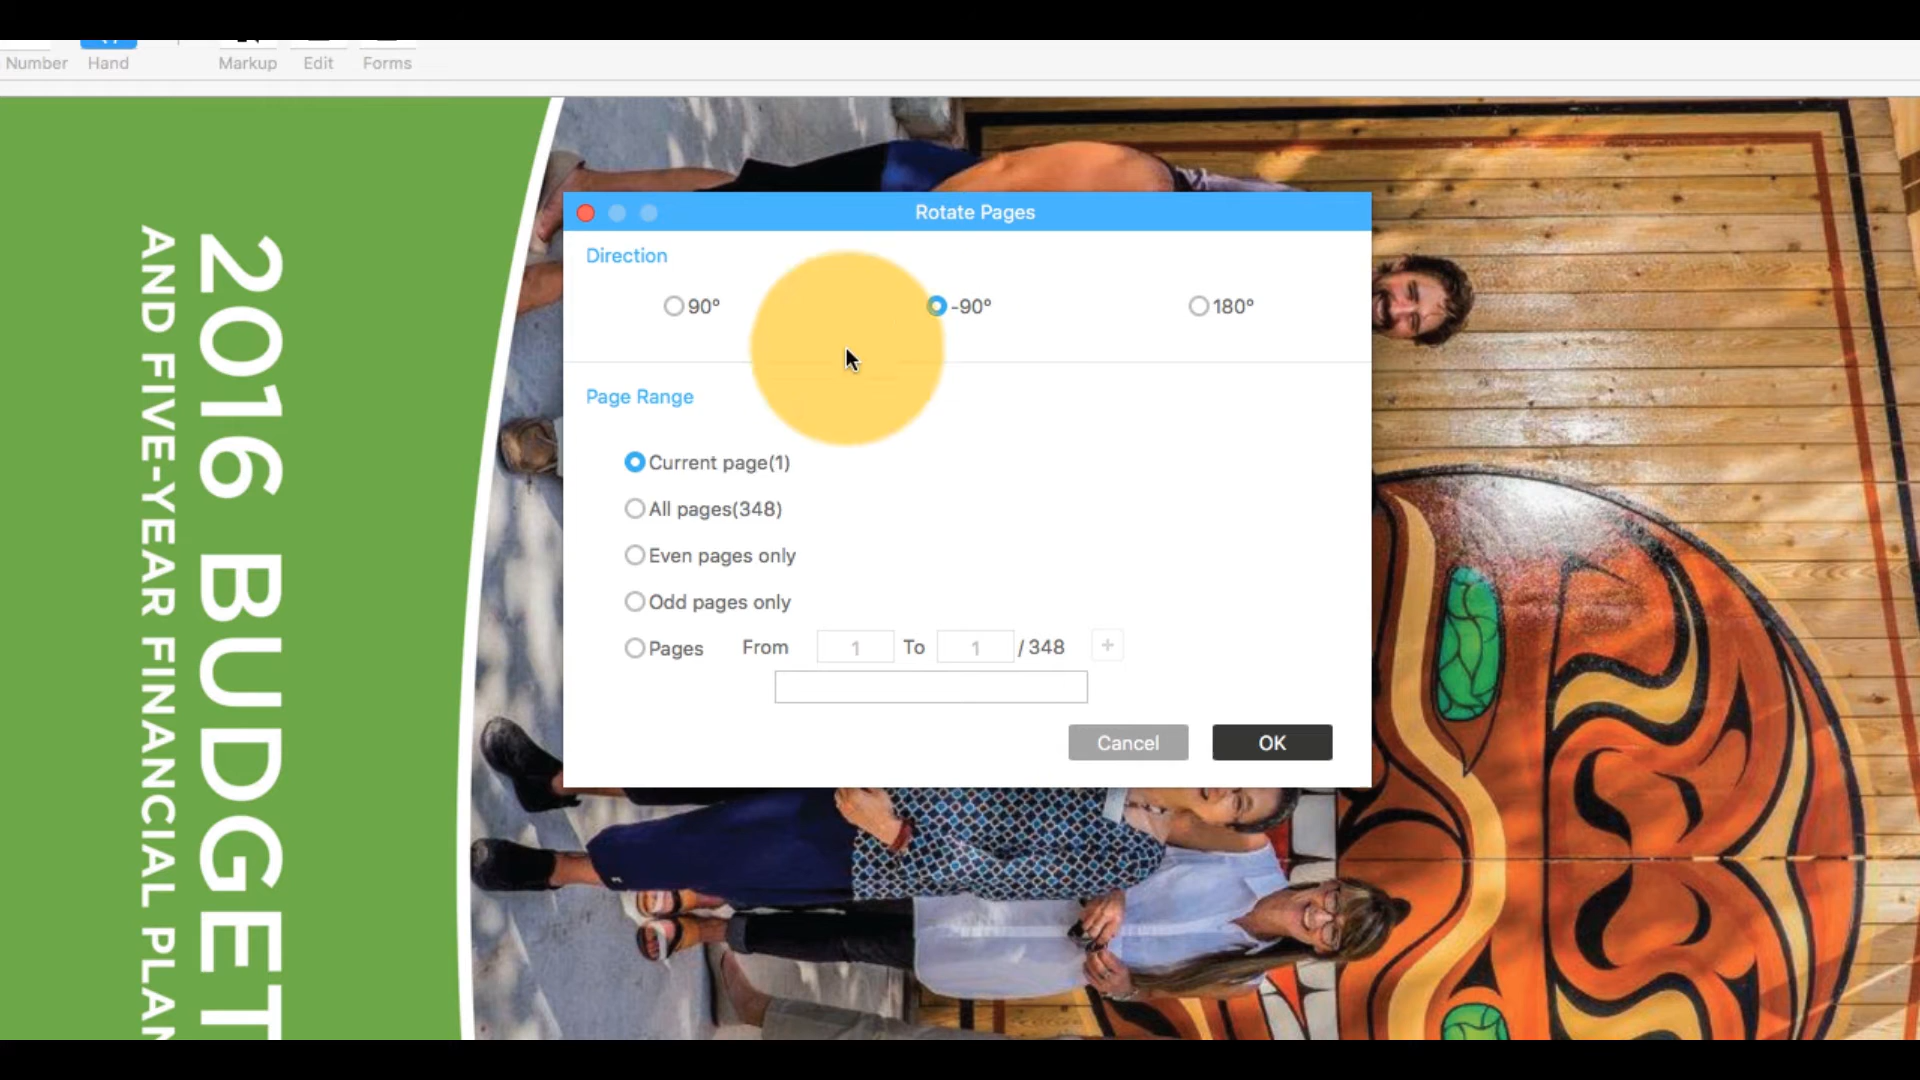 Number Hand Markup Edit Forms
Rotate Pages
Direction
90° -90° 180°
Page Range
Current page(1)
All pages(348)
Even pages only
Odd pages only
Pages From 1 To 1 / 348 +
Cancel OK
2016 BUDGET
AND FIVE-YEAR FINANCIAL PLAN